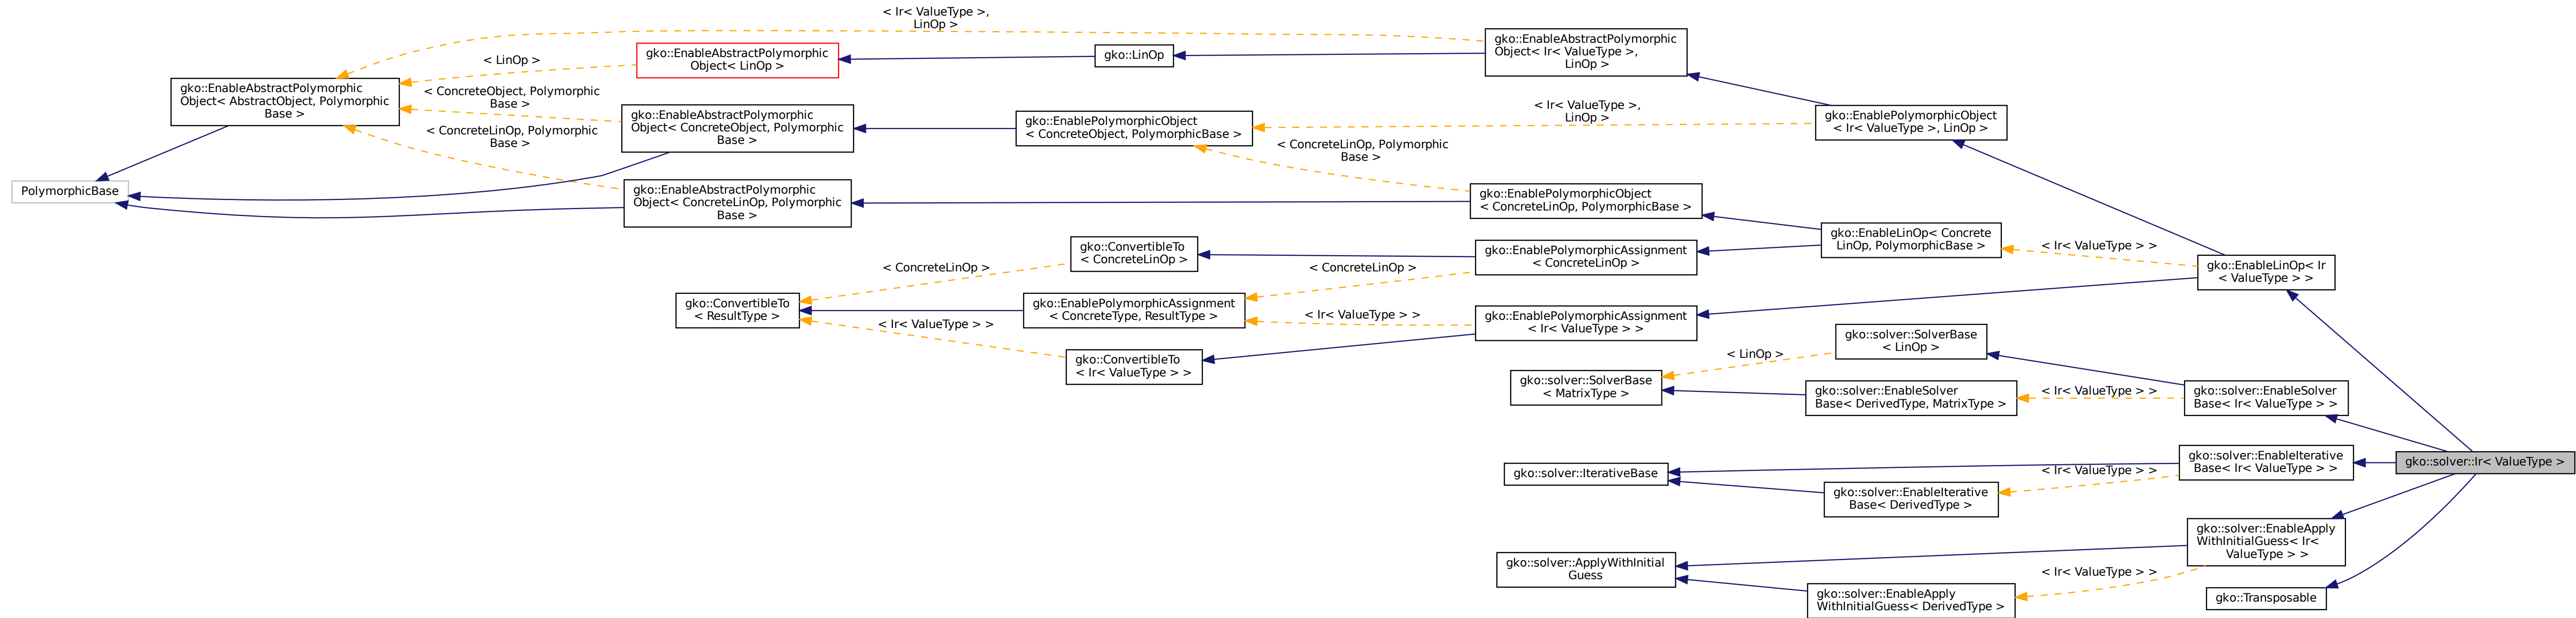 < Ir< ValueType >,
LinOp >
gko::EnableAbstractPolymorphic
Object< Ir< ValueType >,
LinOp >
gko::EnableAbstractPolymorphic
Object< LinOp >
gko::LinOp
< LinOp >
gko::EnableAbstractPolymorphic
Object< AbstractObject, Polymorphic
Base >
< ConcreteObject, Polymorphic
Base >
gko::EnableAbstractPolymorphic
Object< ConcreteObject, Polymorphic
Base >
gko::EnablePolymorphicObject
< ConcreteObject, PolymorphicBase >
< Ir< ValueType >,
LinOp >
gko::EnablePolymorphicObject
< Ir< ValueType >, LinOp >
< ConcreteLinOp, Polymorphic
Base >
< ConcreteLinOp, Polymorphic
Base >
PolymorphicBase
gko::EnableAbstractPolymorphic
Object< ConcreteLinOp, Polymorphic
Base >
gko::EnablePolymorphicObject
< ConcreteLinOp, PolymorphicBase >
gko::EnableLinOp< Concrete
LinOp, PolymorphicBase >
< Ir< ValueType > >
gko::ConvertibleTo
< ConcreteLinOp >
gko::EnablePolymorphicAssignment
< ConcreteLinOp >
gko::EnableLinOp< Ir
< ValueType > >
< ConcreteLinOp >
< ConcreteLinOp >
gko::ConvertibleTo
< ResultType >
gko::EnablePolymorphicAssignment
< ConcreteType, ResultType >
< Ir< ValueType > >
< Ir< ValueType > >
gko::EnablePolymorphicAssignment
< Ir< ValueType > >
gko::ConvertibleTo
< Ir< ValueType > >
gko::solver::SolverBase
< LinOp >
< LinOp >
gko::solver::SolverBase
< MatrixType >
gko::solver::EnableSolver
Base< DerivedType, MatrixType >
< Ir< ValueType > >
gko::solver::EnableSolver
Base< Ir< ValueType > >
gko::solver::IterativeBase
< Ir< ValueType > >
gko::solver::EnableIterative
Base< Ir< ValueType > >
gko::solver::Ir< ValueType >
gko::solver::EnableIterative
Base< DerivedType >
gko::solver::EnableApply
WithInitialGuess< Ir<
ValueType > >
gko::solver::ApplyWithInitial
Guess
< Ir< ValueType > >
gko::solver::EnableApply
WithInitialGuess< DerivedType >
gko::Transposable